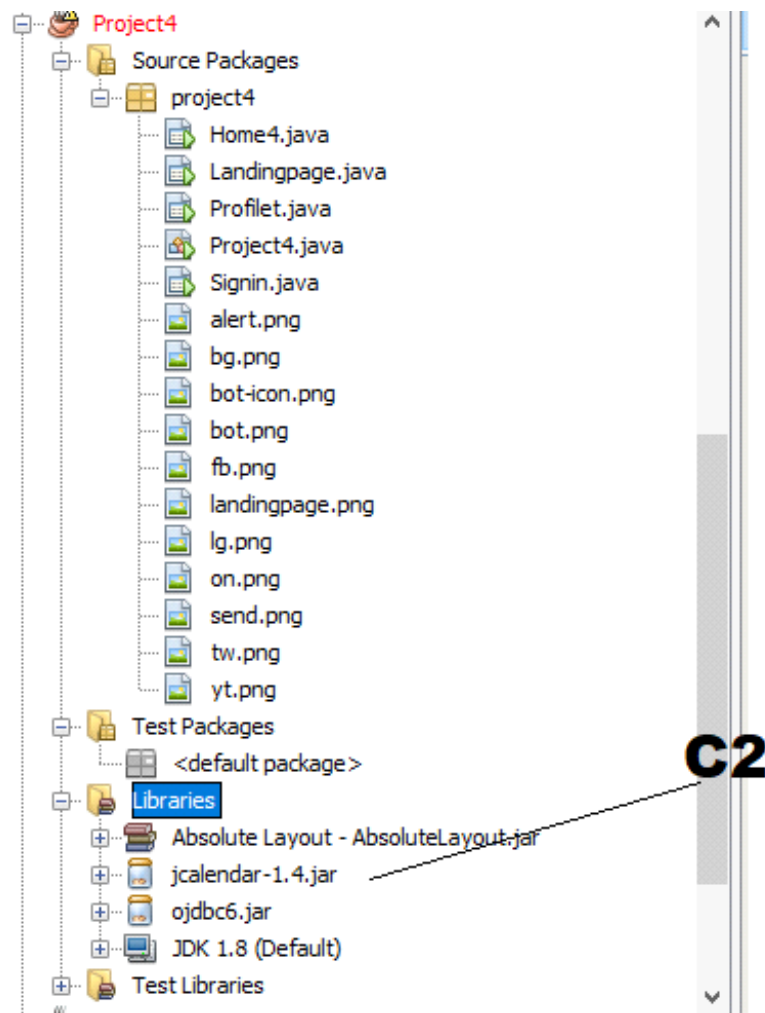 Project4
Source Packages
project4
Home4.java
Landingpage.java
Profilet.java
Project4.java
Signin.java
alert.png
bg.png
bot-icon.png
bot.png
fb.png
landingpage.png
lg.png
on.png
send.png
tw.png
yt.png
Test Packages
C2
<default package>
Libraries
Absolute Layout - AbsoluteLayout.jar
jcalendar-1.4.jar
ojdbc6.jar
JDK 1.8 (Default)
Test Libraries